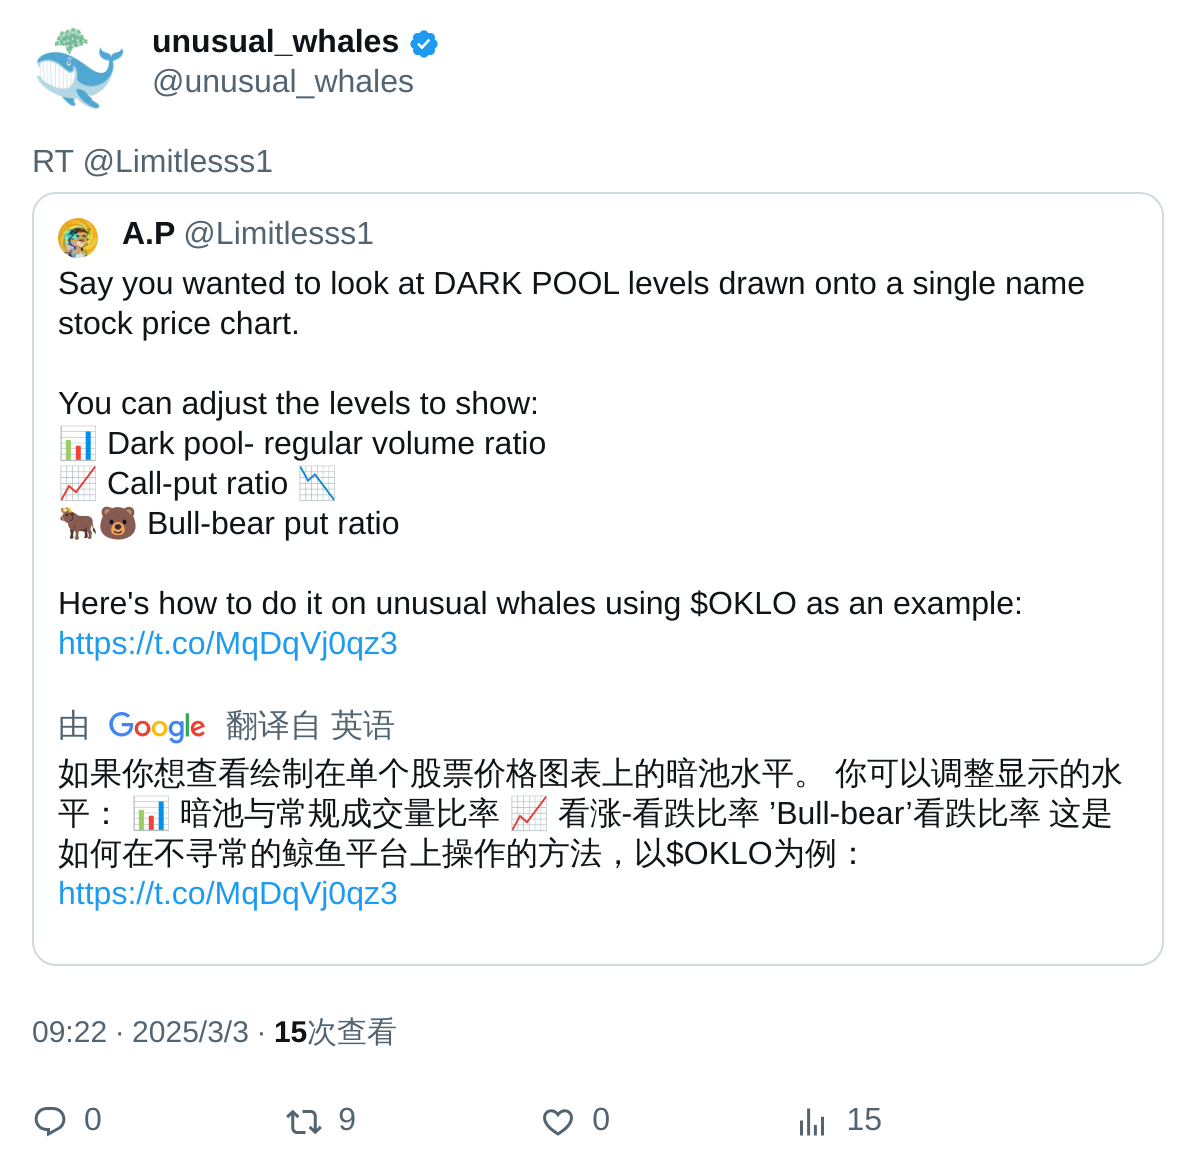 unusual_whales
@unusual_whales
RT @Limitlesss1
A.P @Limitlesss1
Say you wanted to look at DARK POOL levels drawn onto a single name
stock price chart.
You can adjust the levels to show:
📊 Dark pool- regular volume ratio
📈 Call-put ratio 📉
🐂🐻 Bull-bear put ratio
Here's how to do it on unusual whales using $OKLO as an example:
https://t.co/MqDqVj0qz3
由 Google 翻译自 英语
如果你想查看绘制在单个股票价格图表上的暗池水平。 你可以调整显示的水
平： 📊 暗池与常规成交量比率 📈 看涨-看跌比率 ’Bull-bear’看跌比率 这是
如何在不寻常的鲸鱼平台上操作的方法，以$OKLO为例：
https://t.co/MqDqVj0qz3
09:22 · 2025/3/3 · 15次查看
0 9 0 15